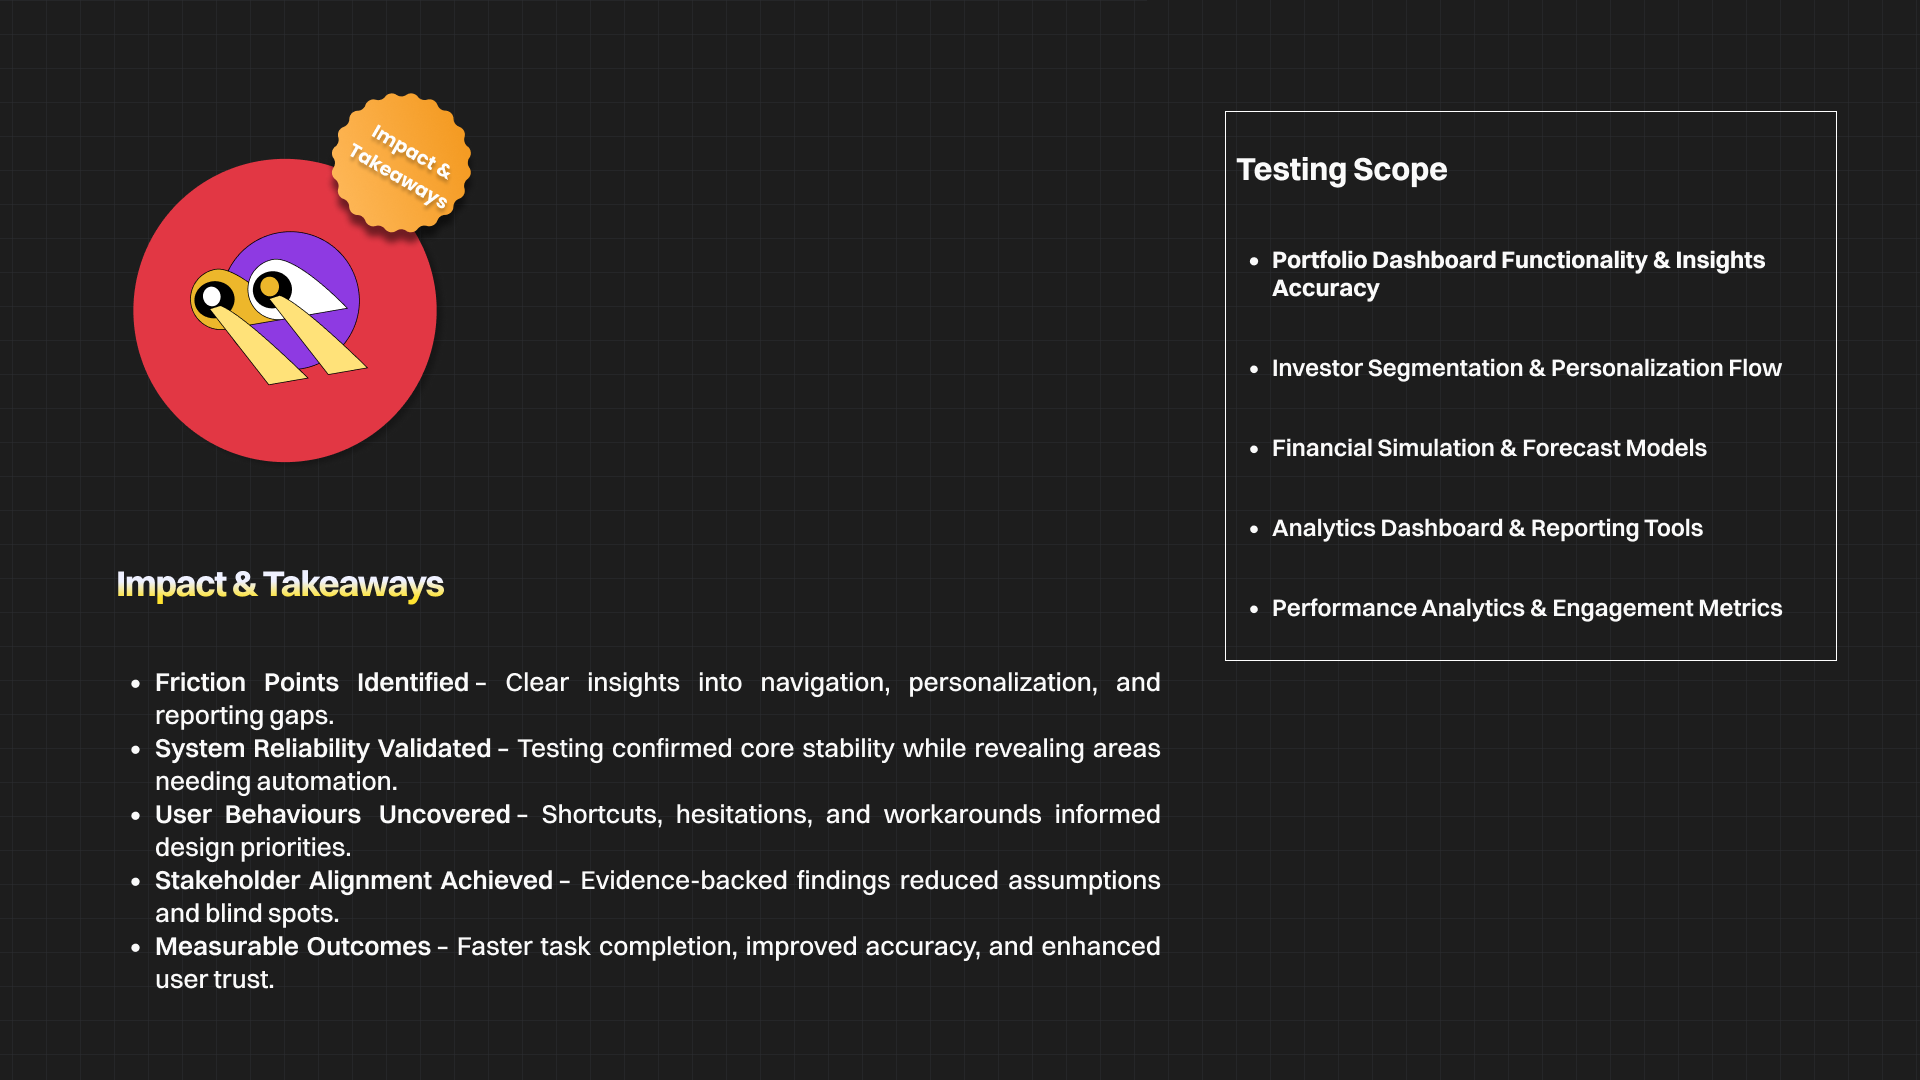 Impact &
Takeaways
Impact & Takeaways
• Friction Points Identified – Clear insights into navigation, personalization, and
reporting gaps.
• System Reliability Validated – Testing confirmed core stability while revealing areas
needing automation.
• User Behaviours Uncovered – Shortcuts, hesitations, and workarounds informed
design priorities.
• Stakeholder Alignment Achieved – Evidence-backed findings reduced assumptions
and blind spots.
• Measurable Outcomes – Faster task completion, improved accuracy, and enhanced
user trust.
Testing Scope
• Portfolio Dashboard Functionality & Insights
Accuracy
• Investor Segmentation & Personalization Flow
• Financial Simulation & Forecast Models
• Analytics Dashboard & Reporting Tools
• Performance Analytics & Engagement Metrics